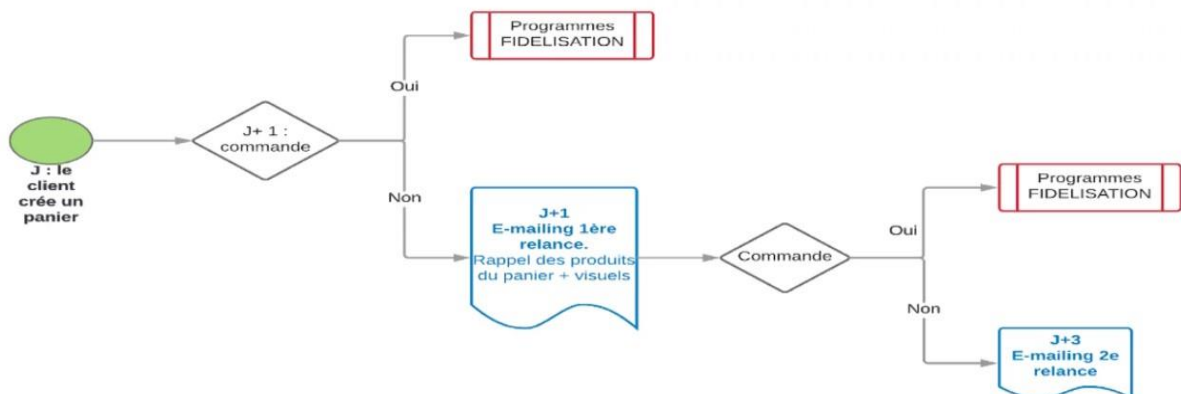 Programmes
FIDELISATION
Oui
J+ 1 :
commande
J : le
client
crée un
panier
Non
J+1
E-mailing 1ère
relance.
Rappel des produits
du panier + visuels
Commande
Oui
Programmes
FIDELISATION
Non
J+3
E-mailing 2e
relance